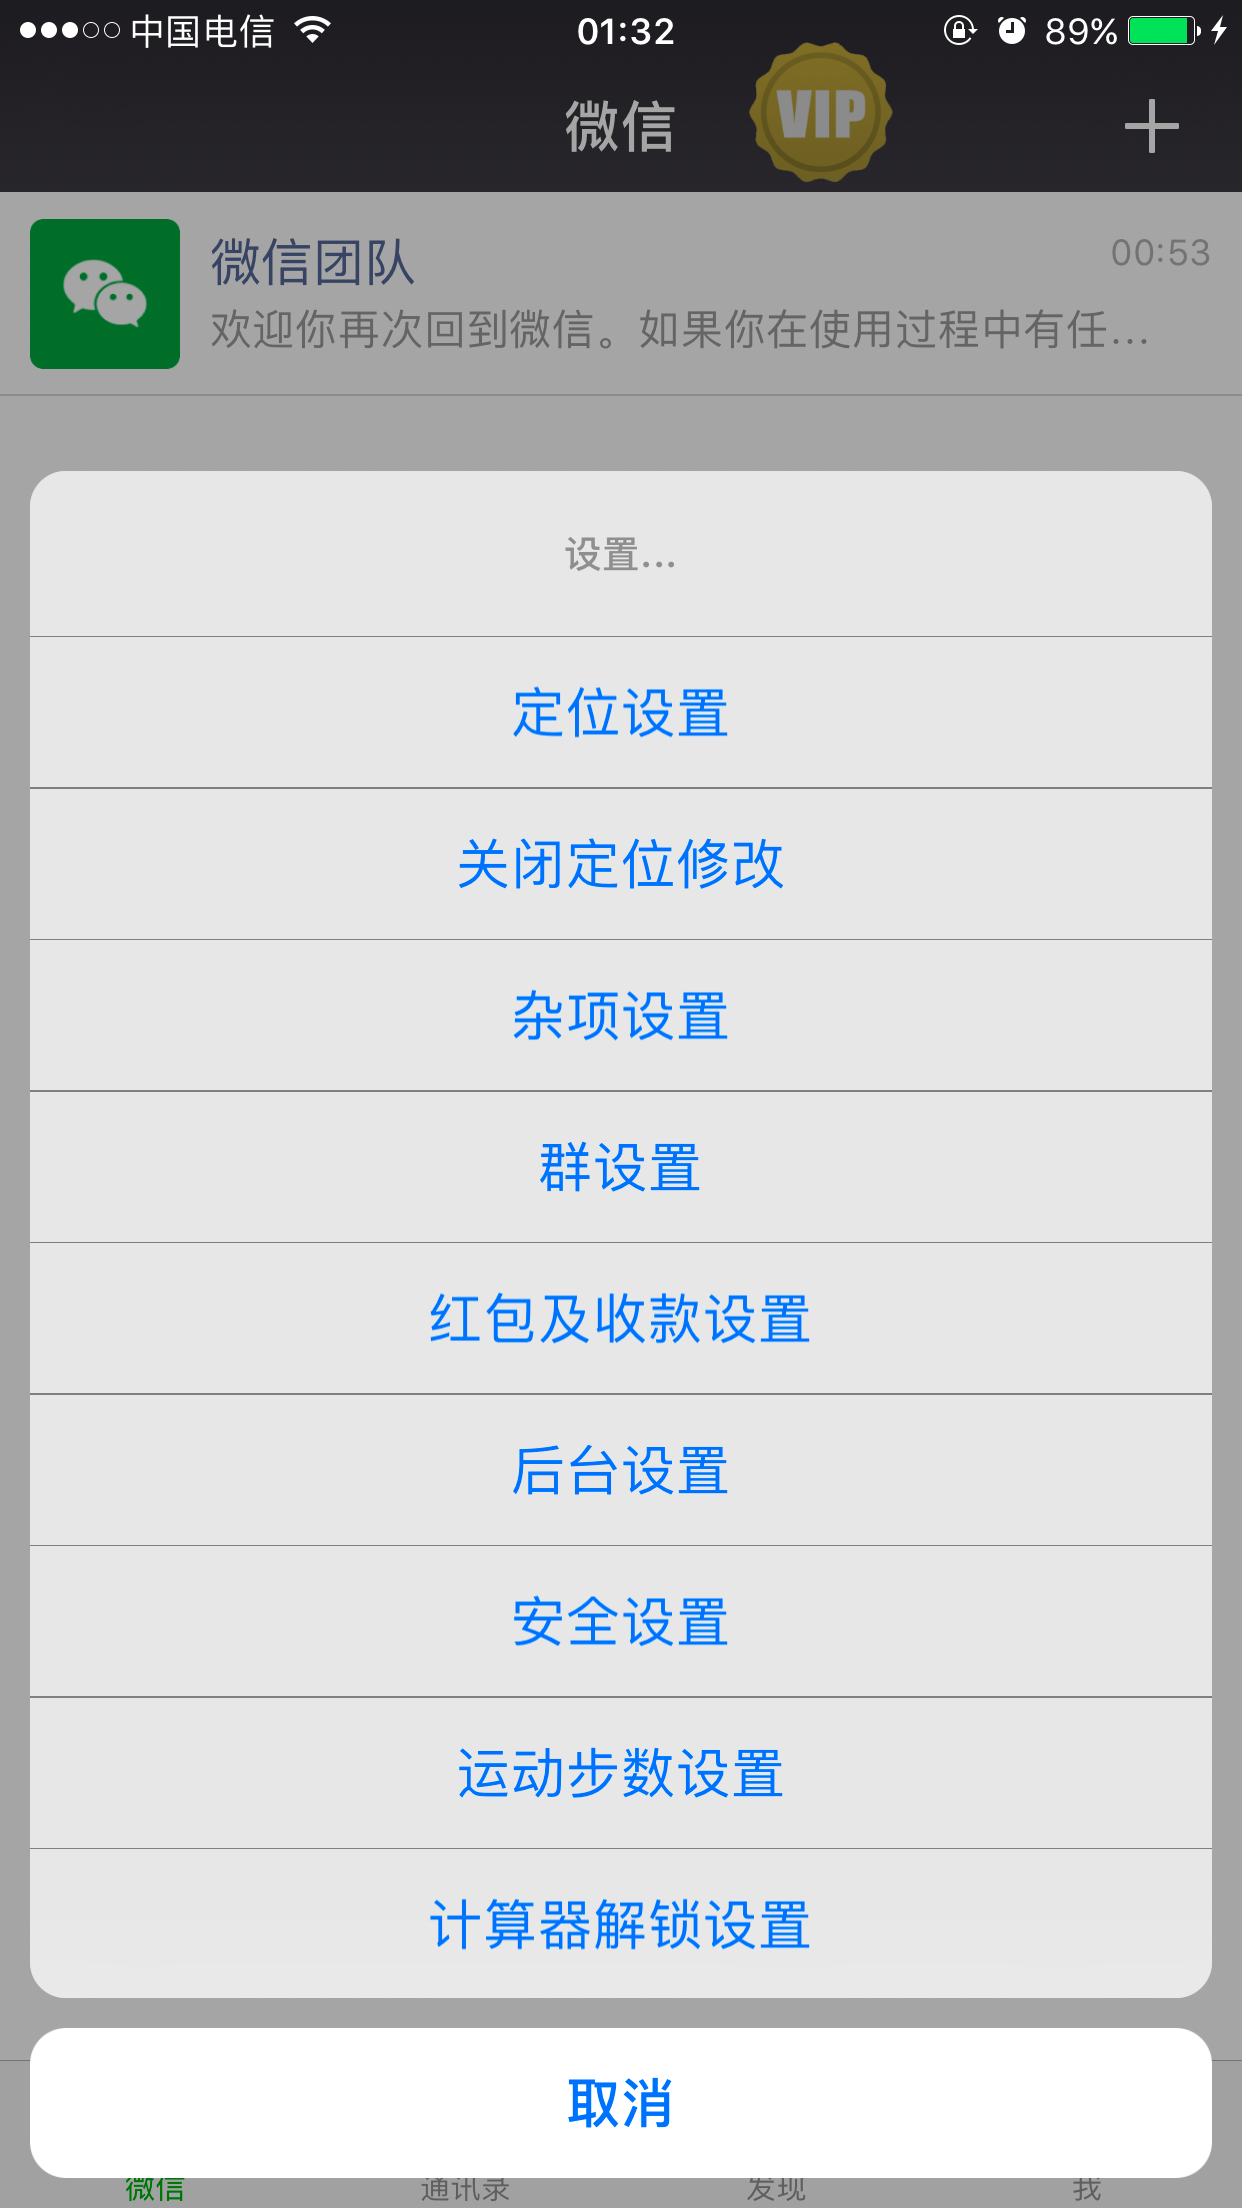 中国电信
01:32
89%
微信
VIP
微信团队
00:53
欢迎你再次回到微信。如果你在使用过程中有任...
设置...
定位设置
关闭定位修改
杂项设置
群设置
红包及收款设置
后台设置
安全设置
运动步数设置
计算器解锁设置
取消
微信
通讯录
发现
我